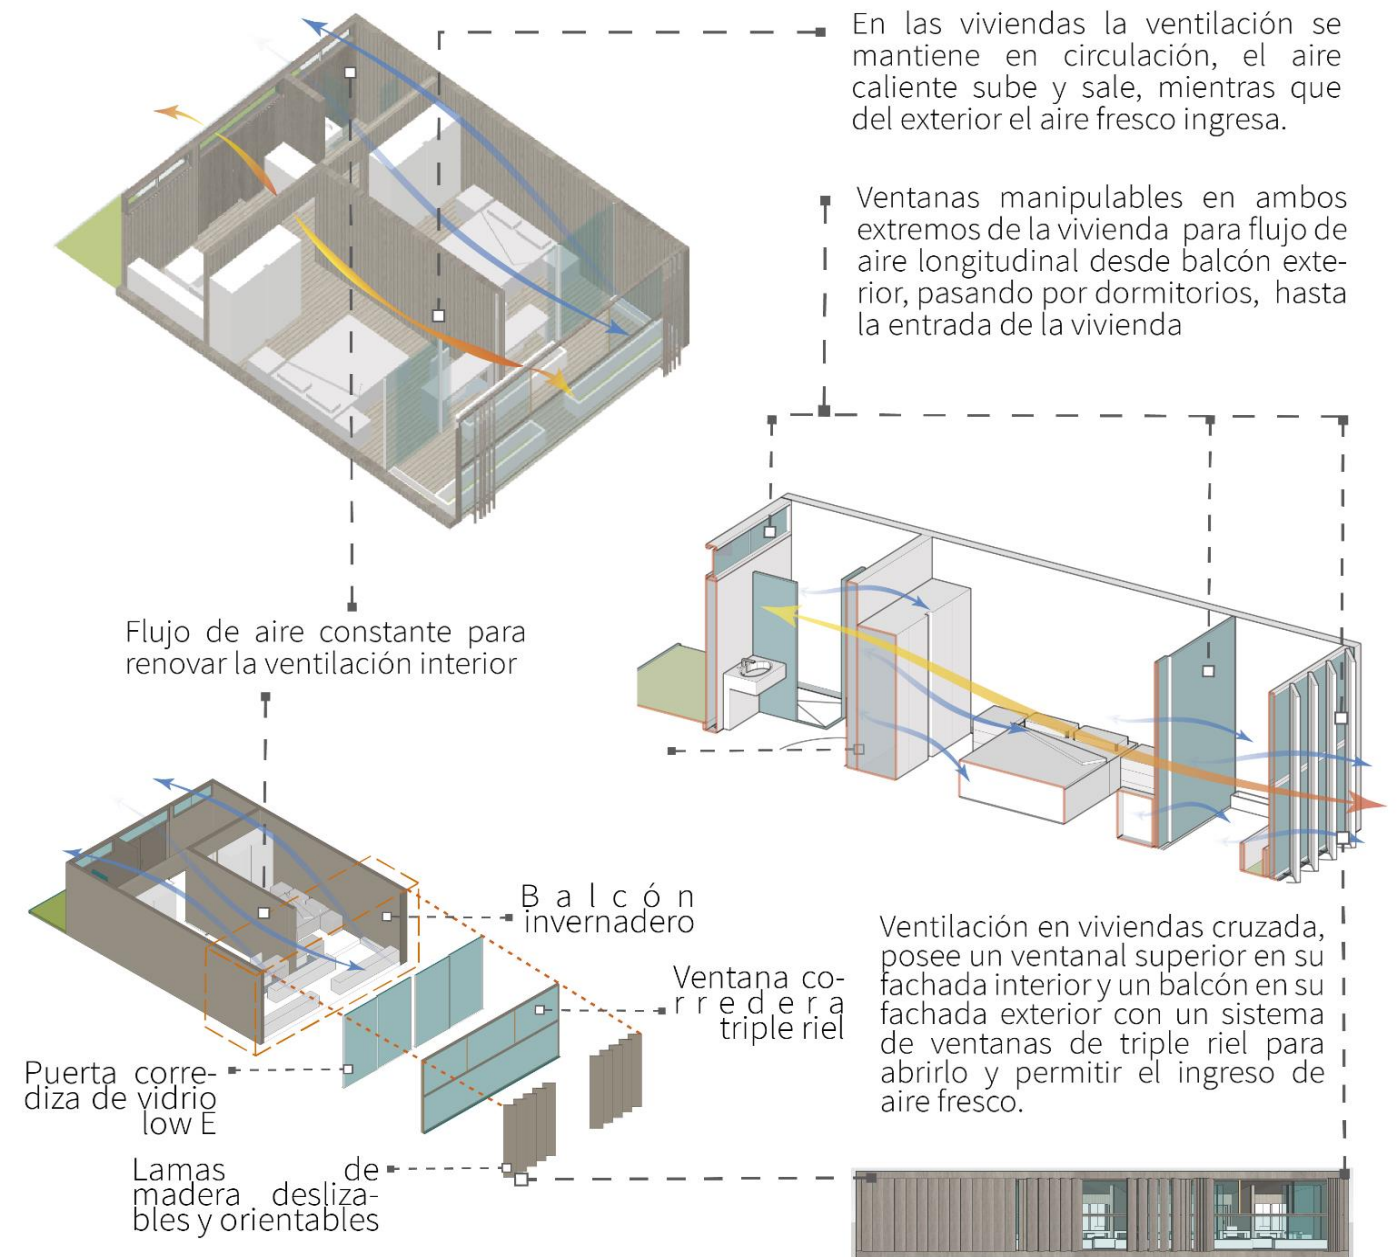 En las viviendas la ventilación se
mantiene en circulación, el aire
caliente sube y sale, mientras que
del exterior el aire fresco ingresa.
Ventanas manipulables en ambos
extremos de la vivienda para flujo de
aire longitudinal desde balcón exte-
rior, pasando por dormitorios, hasta
la entrada de la vivienda
Flujo de aire constante para
renovar la ventilación interior
Balcón
invernadero
Ventana co-
rredera
triple riel
Puerta corre-
diza de vidrio
low E
Lamas de
madera desliza-
bles y orientables
Ventilación en viviendas cruzada,
posee un ventanal superior en su
fachada interior y un balcón en su
fachada exterior con un sistema
de ventanas de triple riel para
abrirlo y permitir el ingreso de
aire fresco.